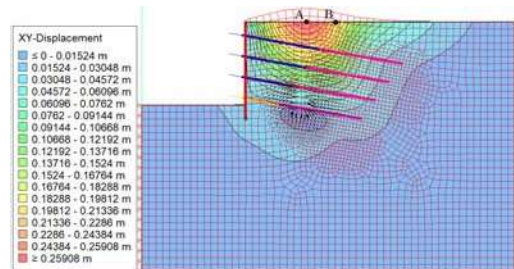 A B
XY-Displacement
≤ 0 - 0.01524 m
0.01524 - 0.03048 m
0.03048 - 0.04572 m
0.04572 - 0.06096 m
0.06096 - 0.0762 m
0.0762 - 0.09144 m
0.09144 - 0.10668 m
0.10668 - 0.12192 m
0.12192 - 0.13716 m
0.13716 - 0.1524 m
0.1524 - 0.16764 m
0.16764 - 0.18288 m
0.18288 - 0.19812 m
0.19812 - 0.21336 m
0.21336 - 0.2286 m
0.2286 - 0.24384 m
0.24384 - 0.25908 m
≥ 0.25908 m